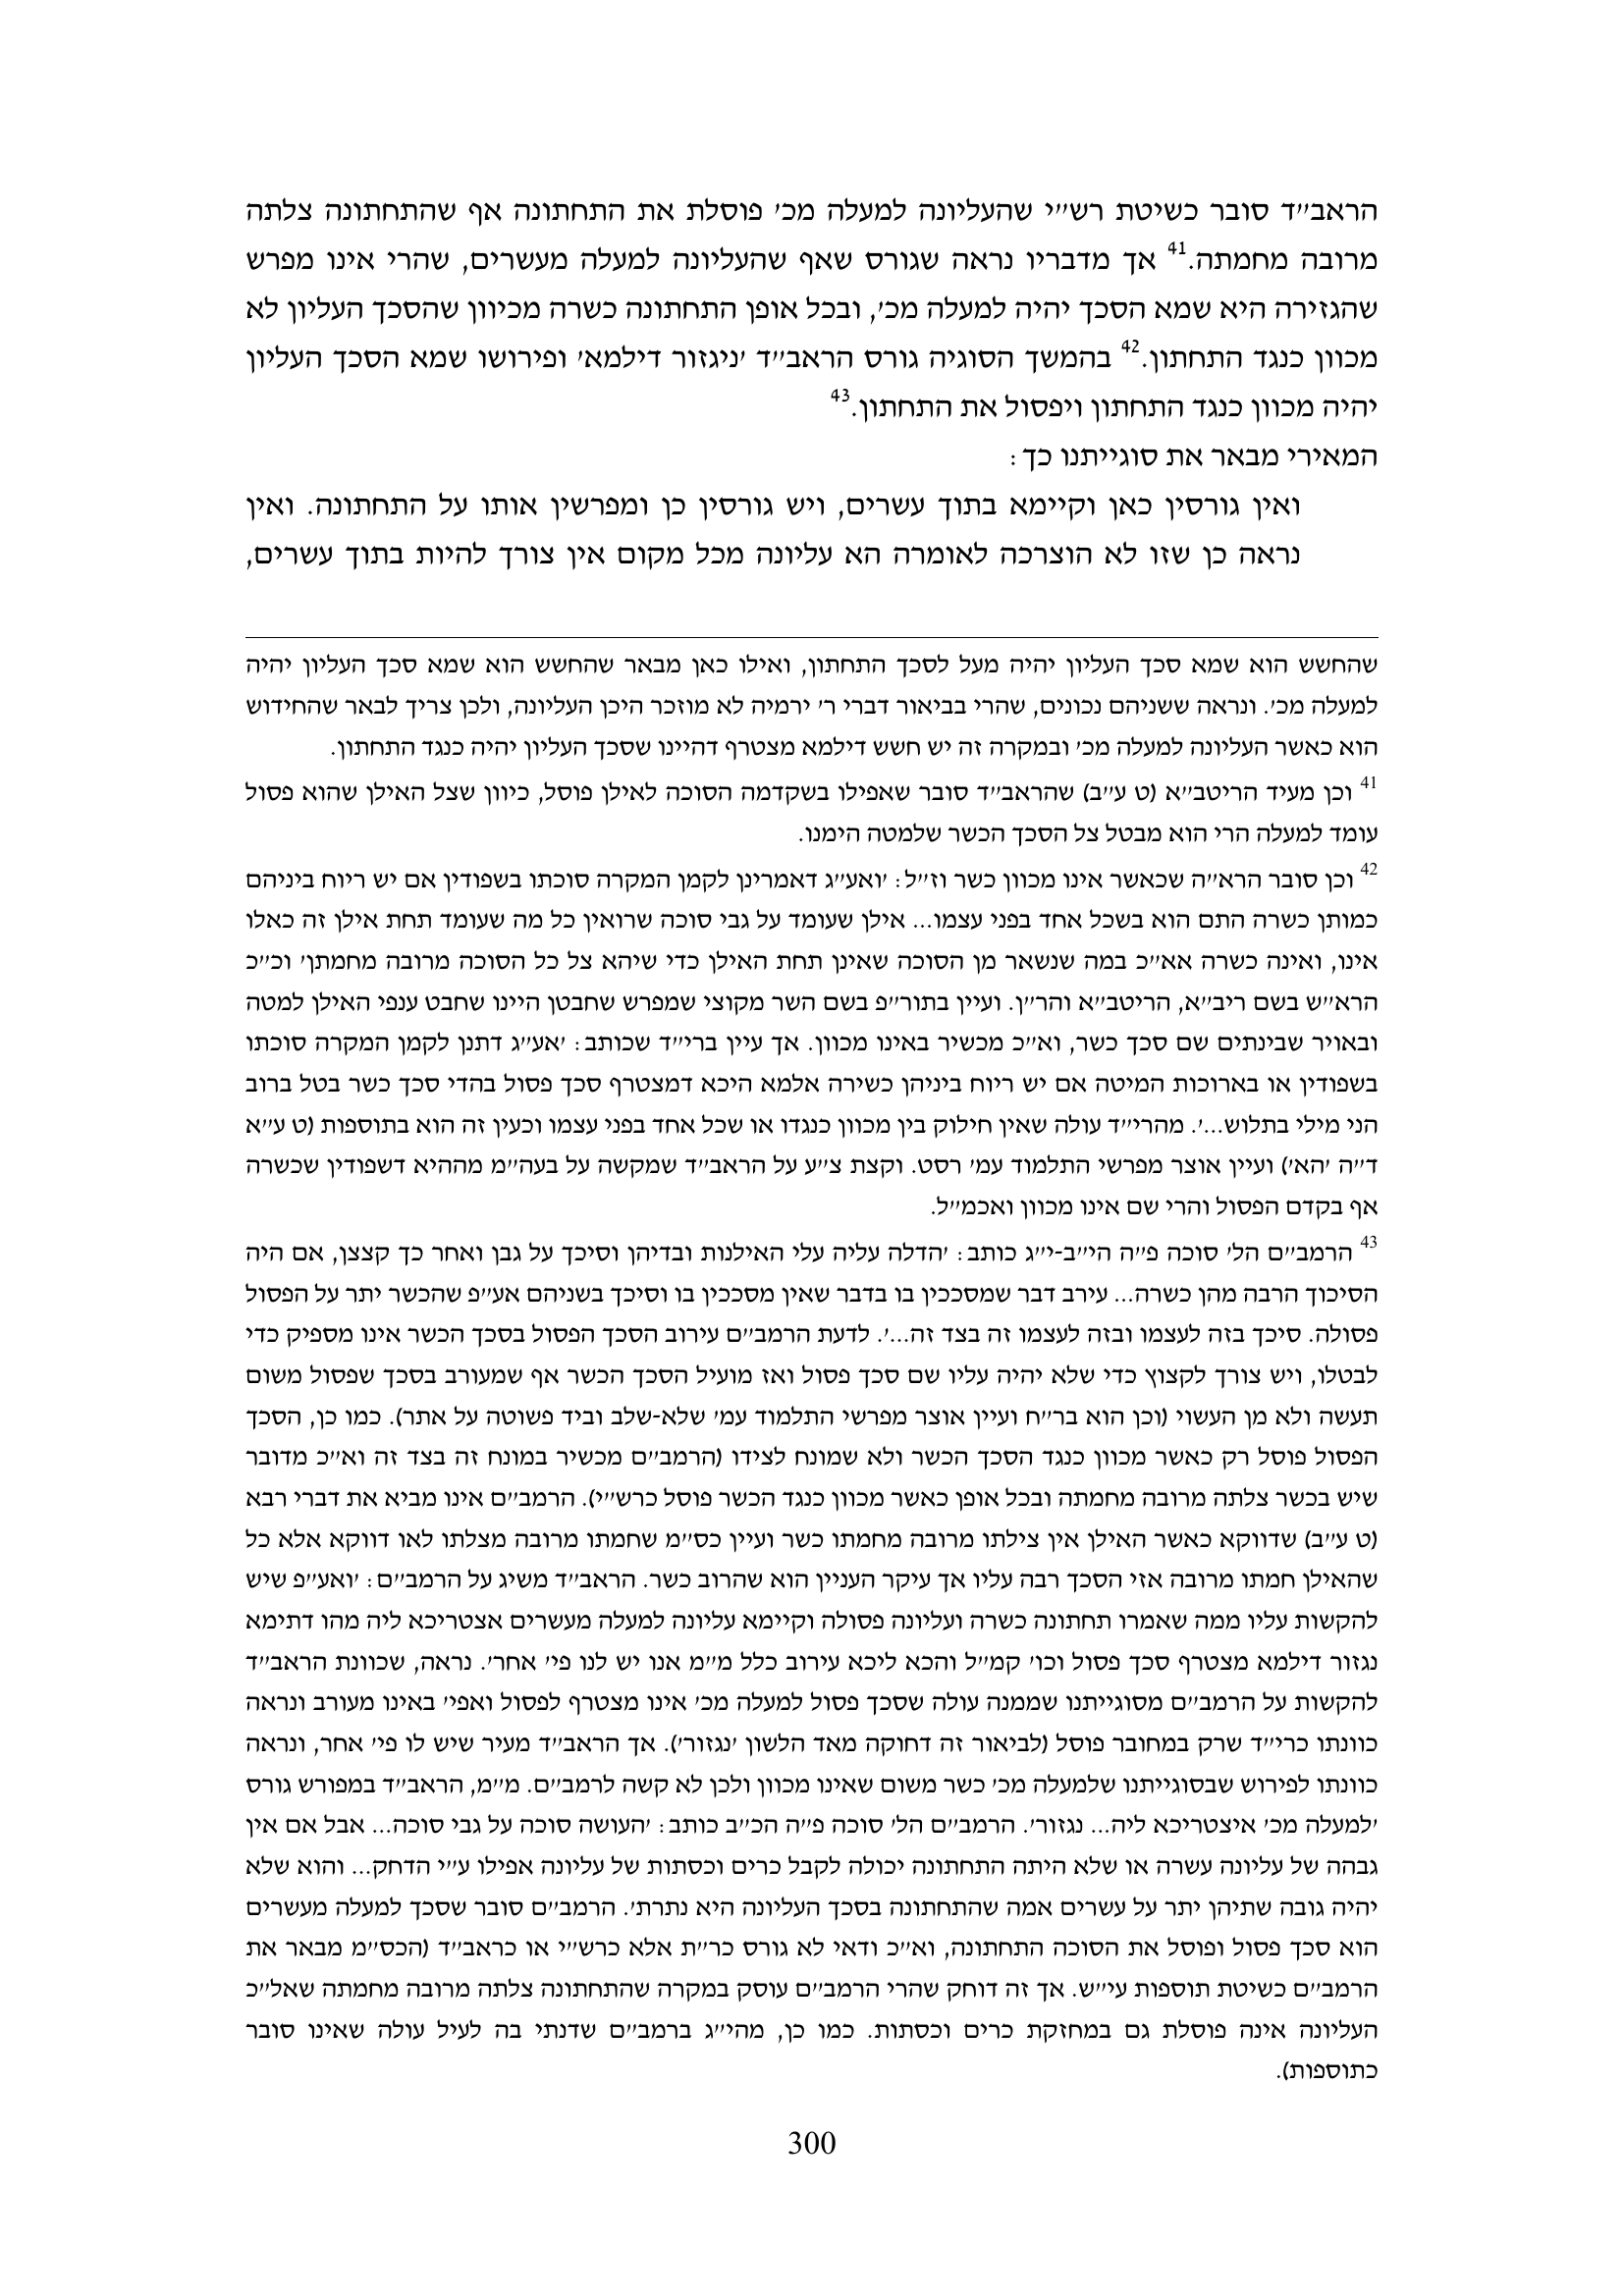 הראב״ד סובר כשיטת רש״י שהעליונה למעלה מכ׳ פוסלת את התחתונה אף שהתחתונה צלתה
מרובה מחמתה.41 אך מדבריו נראה שגורס שאף שהעליונה למעלה מעשרים, שהרי אינו מפרש
שהגזירה היא שמא הסכך יהיה למעלה מכ׳, ובכל אופן התחתונה כשרה מכיוון שהסכך העליון לא
מכוון כנגד התחתון.42 בהמשך הסוגיה גורס הראב״ד ׳ניגזור דילמא׳ ופירושו שמא הסכך העליון
יהיה מכוון כנגד התחתון ויפסול את התחתון.43
המאירי מבאר את סוגייתנו כך:
ואין גורסין כאן וקיימא בתוך עשרים, ויש גורסין כן ומפרשין אותו על התחתונה. ואין
נראה כן שזו לא הוצרכה לאומרה הא עליונה מכל מקום אין צורך להיות בתוך עשרים,
שהחשש הוא שמא סכך העליון יהיה מעל לסכך התחתון, ואילו כאן מבאר שהחשש הוא שמא סכך העליון יהיה
למעלה מכ׳. ונראה ששניהם נכונים, שהרי בביאור דברי ר׳ ירמיה לא מוזכר היכן העליונה, ולכן צריך לבאר שהחידוש
הוא כאשר העליונה למעלה מכ׳ ובמקרה זה יש חשש דילמא מצטרף דהיינו שסכך העליון יהיה כנגד התחתון.
41 וכן מעיד הריטב״א (ט ע״ב) שהראב״ד סובר שאפילו בשקדמה הסוכה לאילן פוסל, כיוון שצל האילן שהוא פסול
עומד למעלה הרי הוא מבטל צל הסכך הכשר שלמטה הימנו.
42 וכן סובר הרא״ה שכאשר אינו מכוון כשר וז״ל: ׳ואע״ג דאמרינן לקמן המקרה סוכתו בשפודין אם יש ריוח ביניהם
כמותן כשרה התם הוא בשכל אחד בפני עצמו... אילן שעומד על גבי סוכה שרואין כל מה שעומד תחת אילן זה כאלו
אינו, ואינה כשרה אא״כ במה שנשאר מן הסוכה שאינן תחת האילן כדי שיהא צל כל הסוכה מרובה מחמתן׳ וכ״כ
הרא״ש בשם ריב״א, הריטב״א והר״ן. ועיין בתור״פ בשם השר מקוצי שמפרש שחבטן היינו שחבט ענפי האילן למטה
ובאויר שבינתים שם סכך כשר, וא״כ מכשיר באינו מכוון. אך עיין ברי״ד שכותב: ׳אע״ג דתנן לקמן המקרה סוכתו
בשפודין או בארוכות המיטה אם יש ריוח ביניהן כשירה אלמא היכא דמצטרף סכך פסול בהדי סכך כשר בטל ברוב
הני מילי בתלוש...׳. מהרי״ד עולה שאין חילוק בין מכוון כנגדו או שכל אחד בפני עצמו וכעין זה הוא בתוספות (ט ע״א
ד״ה ׳הא׳) ועיין אוצר מפרשי התלמוד עמ׳ רסט. וקצת צ״ע על הראב״ד שמקשה על בעה״מ מההיא דשפודין שכשרה
אף בקדם הפסול והרי שם אינו מכוון ואכמ״ל.
43 הרמב״ם הל׳ סוכה פ״ה הי״ב-י״ג כותב: ׳הדלה עליה עלי האילנות ובדיהן וסיכך על גבן ואחר כך קצצן, אם היה
הסיכוך הרבה מהן כשרה... עירב דבר שמסככין בו בדבר שאין מסככין בו וסיכך בשניהם אע״פ שהכשר יתר על הפסול
פסולה. סיכך בזה לעצמו ובזה לעצמו זה בצד זה...׳. לדעת הרמב״ם עירוב הסכך הפסול בסכך הכשר אינו מספיק כדי
לבטלו, ויש צורך לקצוץ כדי שלא יהיה עליו שם סכך פסול ואז מועיל הסכך הכשר אף שמעורב בסכך שפסול משום
תעשה ולא מן העשוי (וכן הוא בר״ח ועיין אוצר מפרשי התלמוד עמ׳ שלא-שלב וביד פשוטה על אתר). כמו כן, הסכך
הפסול פוסל רק כאשר מכוון כנגד הסכך הכשר ולא שמונח לצידו (הרמב״ם מכשיר במונח זה בצד זה וא״כ מדובר
שיש בכשר צלתה מרובה מחמתה ובכל אופן כאשר מכוון כנגד הכשר פוסל כרש״י). הרמב״ם אינו מביא את דברי רבא
(ט ע״ב) שדווקא כאשר האילן אין צילתו מרובה מחמתו כשר ועיין כס״מ שחמתו מרובה מצלתו לאו דווקא אלא כל
שהאילן חמתו מרובה אזי הסכך רבה עליו אך עיקר העניין הוא שהרוב כשר. הראב״ד משיג על הרמב״ם: ׳ואע״פ שיש
להקשות עליו ממה שאמרו תחתונה כשרה ועליונה פסולה וקיימא עליונה למעלה מעשרים אצטריכא ליה מהו דתימא
נגזור דילמא מצטרף סכך פסול וכו׳ קמ״ל והכא ליכא עירוב כלל מ״מ אנו יש לנו פי׳ אחר׳. נראה, שכוונת הראב״ד
להקשות על הרמב״ם מסוגייתנו שממנה עולה שסכך פסול למעלה מכ׳ אינו מצטרף לפסול ואפי׳ באינו מעורב ונראה
כוונתו כרי״ד שרק במחובר פוסל (לביאור זה דחוקה מאד הלשון ׳נגזור׳). אך הראב״ד מעיר שיש לו פי׳ אחר, ונראה
כוונתו לפירוש שבסוגייתנו שלמעלה מכ׳ כשר משום שאינו מכוון ולכן לא קשה לרמב״ם. מ״מ, הראב״ד במפורש גורס
׳למעלה מכ׳ איצטריכא ליה... נגזור׳. הרמב״ם הל׳ סוכה פ״ה הכ״ב כותב: ׳העושה סוכה על גבי סוכה... אבל אם אין
גבהה של עליונה עשרה או שלא היתה התחתונה יכולה לקבל כרים וכסתות של עליונה אפילו ע״י הדחק... והוא שלא
יהיה גובה שתיהן יתר על עשרים אמה שהתחתונה בסכך העליונה היא נתרת׳. הרמב״ם סובר שסכך למעלה מעשרים
הוא סכך פסול ופוסל את הסוכה התחתונה, וא״כ ודאי לא גורס כר״ת אלא כרש״י או כראב״ד (הכס״מ מבאר את
הרמב״ם כשיטת תוספות עי״ש. אך זה דוחק שהרי הרמב״ם עוסק במקרה שהתחתונה צלתה מרובה מחמתה שאל״כ
העליונה אינה פוסלת גם במחזקת כרים וכסתות. כמו כן, מהי״ג ברמב״ם שדנתי בה לעיל עולה שאינו סובר
כתוספות).
300